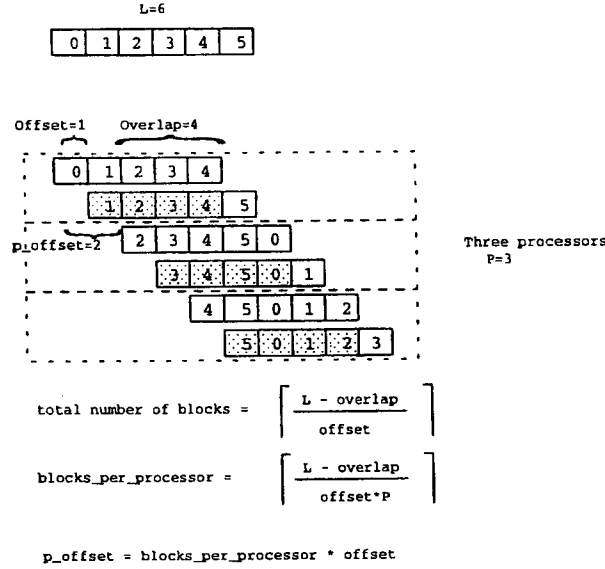 L=6
0 1 2 3 4 5
Offset=1 Overlap=4
0 1 2 3 4
1 2 3 4 5
p_offset=2 2 3 4 5 0
Three processors
P=3
3 4 5 0 1
4 5 0 1 2
5 0 1 2 3
total number of blocks = ⌈ L - overlap
offset ⌉
blocks_per_processor = ⌈ L - overlap
offset*P ⌉
p_offset = blocks_per_processor * offset